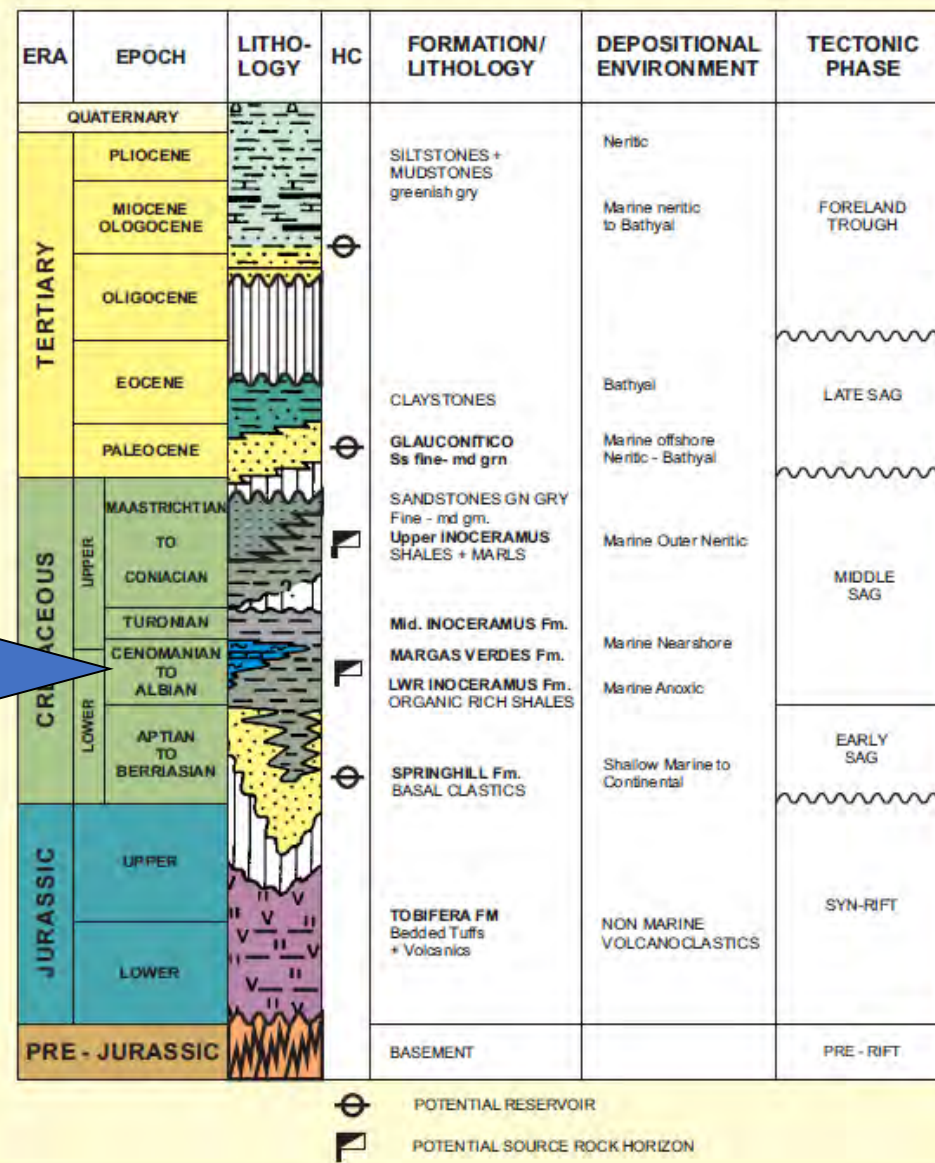 ERA
EPOCH
LITHO-
LOGY
HC
FORMATION/
LITHOLOGY
DEPOSITIONAL
ENVIRONMENT
TECTONIC
PHASE
QUATERNARY
TERTIARY
PLIOCENE
MIOCENE
OLOGOCENE
OLIGOCENE
EOCENE
PALEOCENE
SILTSTONES +
MUDSTONES
greenish gry
CLAYSTONES
GLAUCONITICO
Ss fine- md grn
Neritic
Marine neritic
to Bathyal
Bathyal
Marine offshore
Neritic - Bathyal
FORELAND
TROUGH
LATE SAG
UPPER
LOWER
MAASTRICHTIAN
TO
CONIACIAN
TURONIAN
CENOMANIAN
TO
ALBIAN
APTIAN
TO
BERRIASIAN
?
SANDSTONES GN GRY
Fine - md grn.
Upper INOCERAMUS
SHALES + MARLS
Mid. INOCERAMUS Fm.
MARGAS VERDES Fm.
LWR INOCERAMUS Fm.
ORGANIC RICH SHALES
SPRINGHILL Fm.
BASAL CLASTICS
Marine Outer Neritic
Marine Nearshore
Marine Anoxic
Shallow Marine to
Continental
MIDDLE
SAG
EARLY
SAG
JURASSIC
UPPER
LOWER
TOBIFERA FM
Bedded Tuffs
+ Volcanics
NON MARINE
VOLCANOCLASTICS
SYN-RIFT
PRE - JURASSIC
BASEMENT
PRE - RIFT
POTENTIAL RESERVOIR
POTENTIAL SOURCE ROCK HORIZON